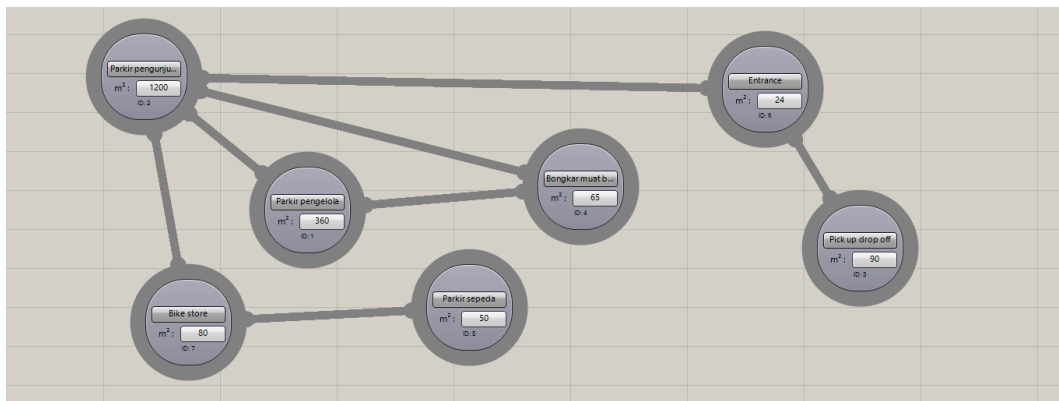 Parkir pengunju...
m² : 1200
ID: 2
Entrance
m² : 24
ID: 6
Parkir pengelola
m² : 360
ID: 1
Bongkar muat b...
m² : 65
ID: 4
Pick up drop off
m² : 90
ID: 3
Bike store
m² : 80
ID: 7
Parkir sepeda
m² : 50
ID: 5